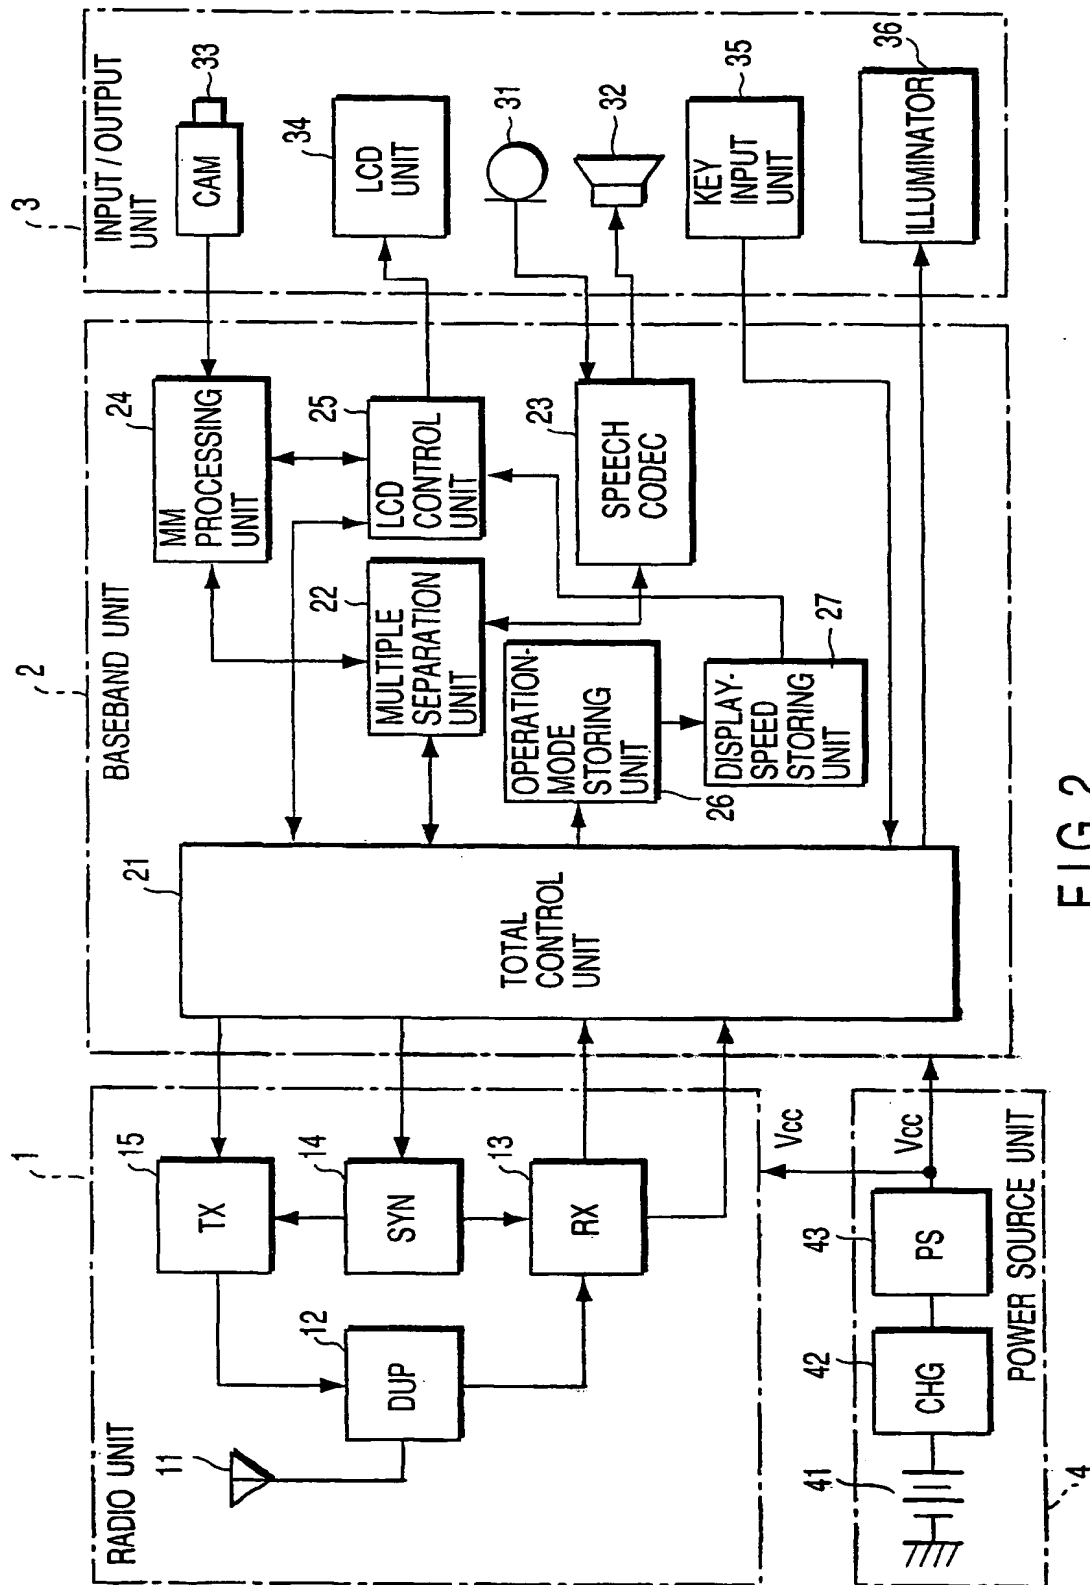 1
RADIO UNIT
11
12
DUP
15
TX
14
SYN
13
RX
Vcc
2
BASEBAND UNIT
21
TOTAL
CONTROL
UNIT
24
MM
PROCESSING
UNIT
25
LCD
CONTROL
UNIT
22
MULTIPLE
SEPARATION
UNIT
23
SPEECH
CODEC
OPERATION-
MODE
STORING
UNIT
26
DISPLAY-
SPEED
STORING
UNIT
27
3
INPUT/OUTPUT
UNIT
33
CAM
34
LCD
UNIT
31
32
35
KEY
INPUT
UNIT
36
ILLUMINATOR
41
42
CHG
43
PS
Vcc
POWER SOURCE UNIT
4
FIG. 2